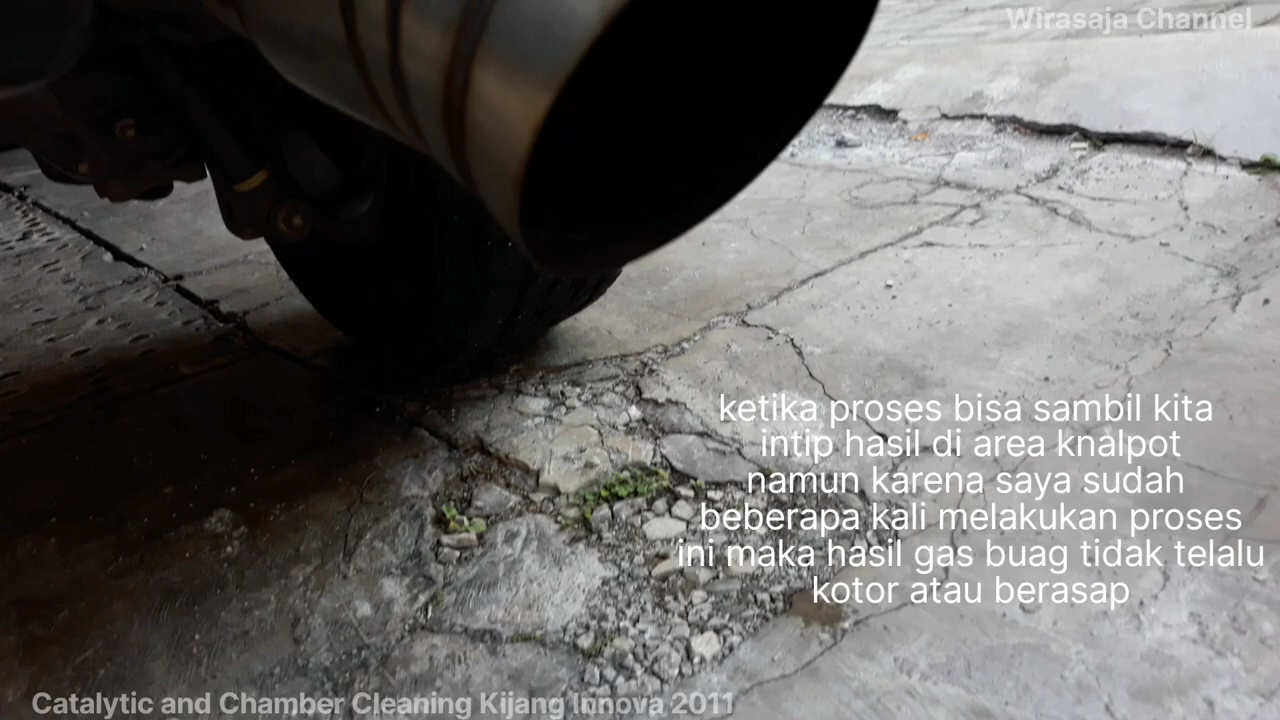 Wirasaja Channel
ketika proses bisa sambil kita
intip hasil di area knalpot
namun karena saya sudah
beberapa kali melakukan proses
ini maka hasil gas buag tidak telalu
kotor atau berasap
Catalytic and Chamber Cleaning Kijang Innova 2011